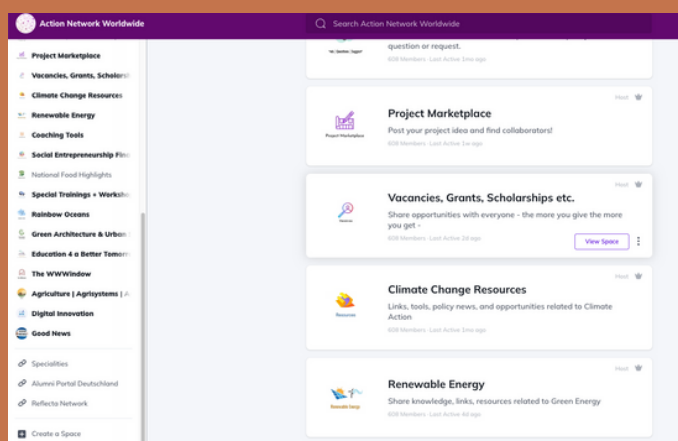 Action Network Worldwide
Search Action Network Worldwide
Project Marketplace
Vacancies, Grants, Scholarsh
Climate Change Resources
Renewable Energy
Coaching Tools
Social Entrepreneurship Fin
National Food Highlights
Special Trainings + Worksho
Rainbow Oceans
Green Architecture & Urban
Education 4 a Better Tomorr
The WWWindow
Agriculture | Agrisystems | A
Digital Innovation
Good News
Specialities
Alumni Portal Deutschland
Reflecta Network
Create a Space
question or request.
608 Members · Last Active 1mo ago
Host
Project Marketplace
Project Marketplace
Post your project idea and find collaborators!
608 Members · Last Active 1w ago
Host
Vacancies, Grants, Scholarships etc.
Share opportunities with everyone - the more you give the more
you get -
608 Members · Last Active 2d ago
View Space
Host
Climate Change Resources
Resources
Links, tools, policy news, and opportunities related to Climate
Action
608 Members · Last Active 1mo ago
Host
Renewable Energy
Renewable Energy
Share knowledge, links, resources related to Green Energy
608 Members · Last Active 4d ago